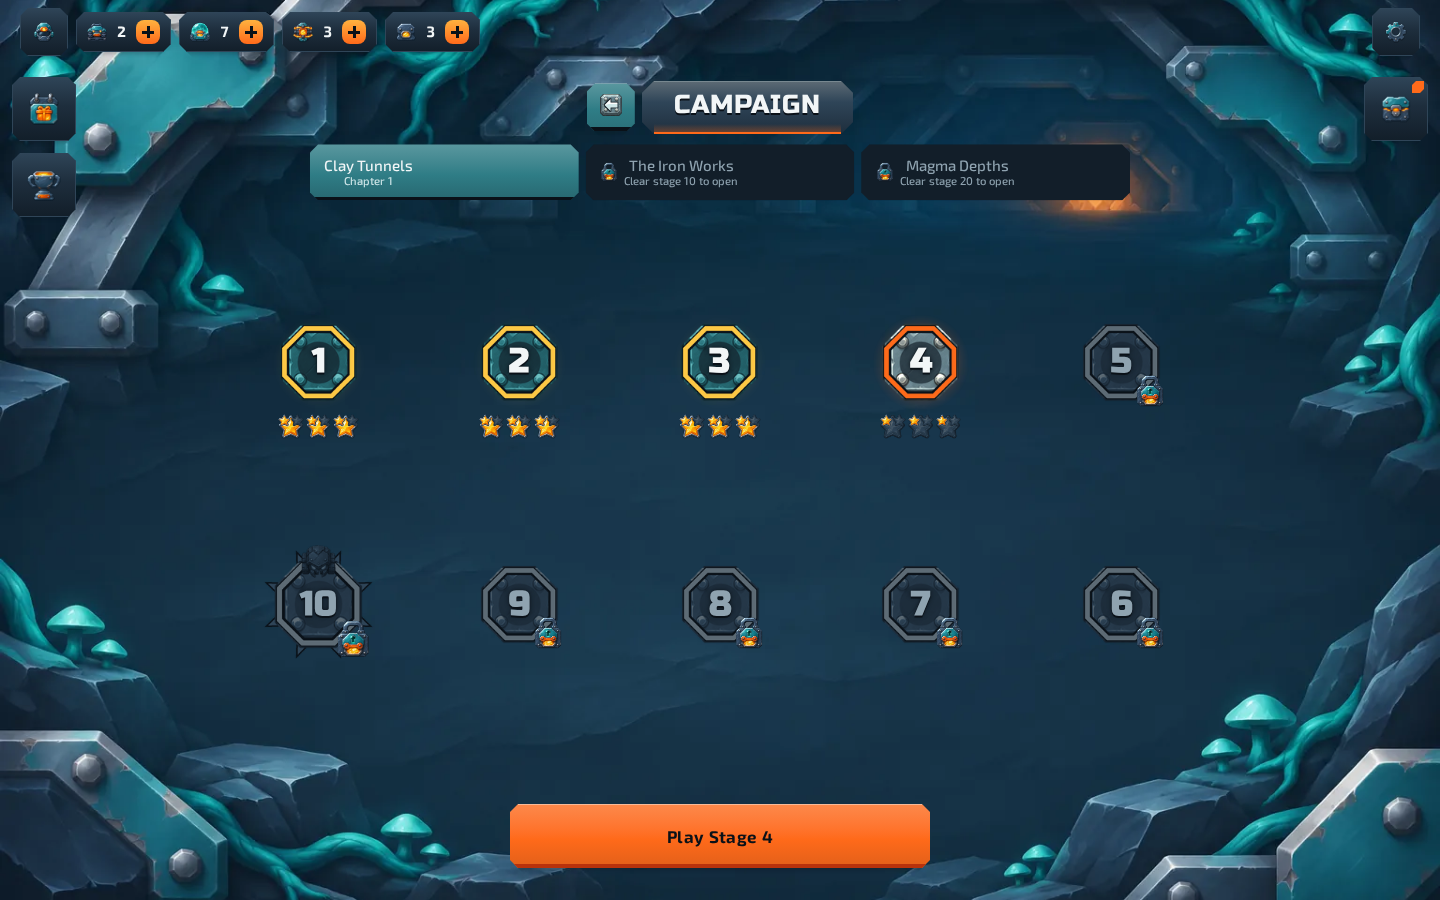 2
7
3
3
CAMPAIGN
Clay Tunnels
Chapter 1
The Iron Works
Clear stage 10 to open
Magma Depths
Clear stage 20 to open
1
2
3
4
5
10
9
8
7
6
Play Stage 4